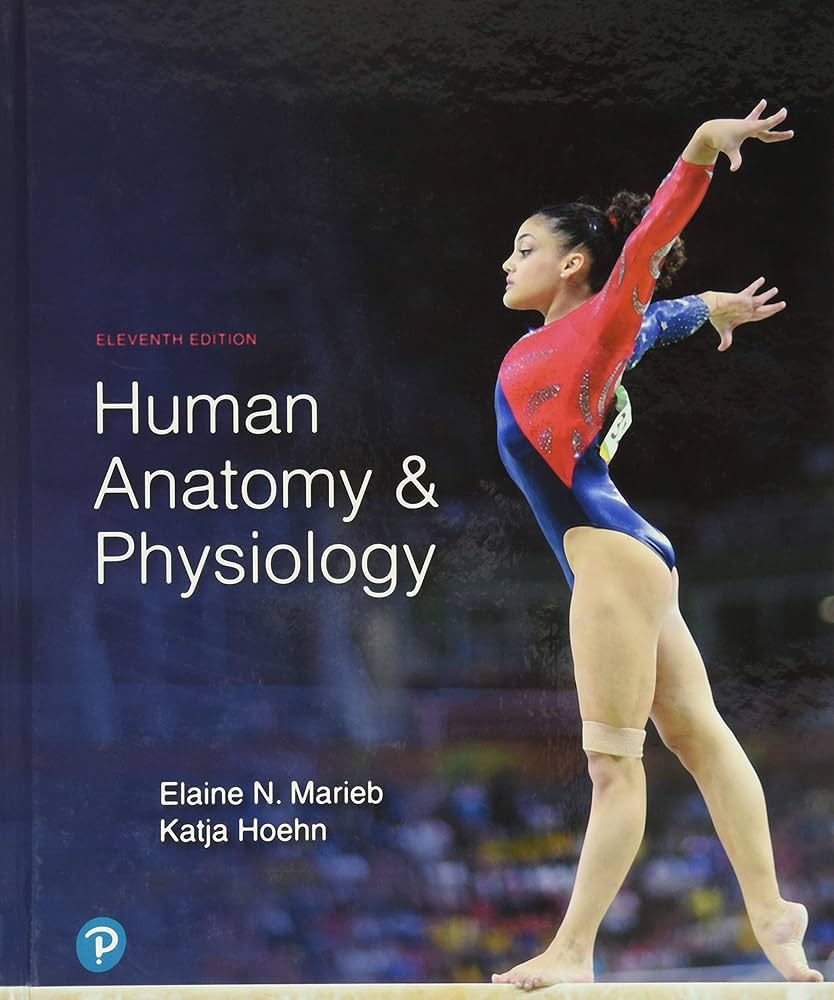 ELEVENTH EDITION
Human
Anatomy &
Physiology
Elaine N. Marieb
Katja Hoehn
P